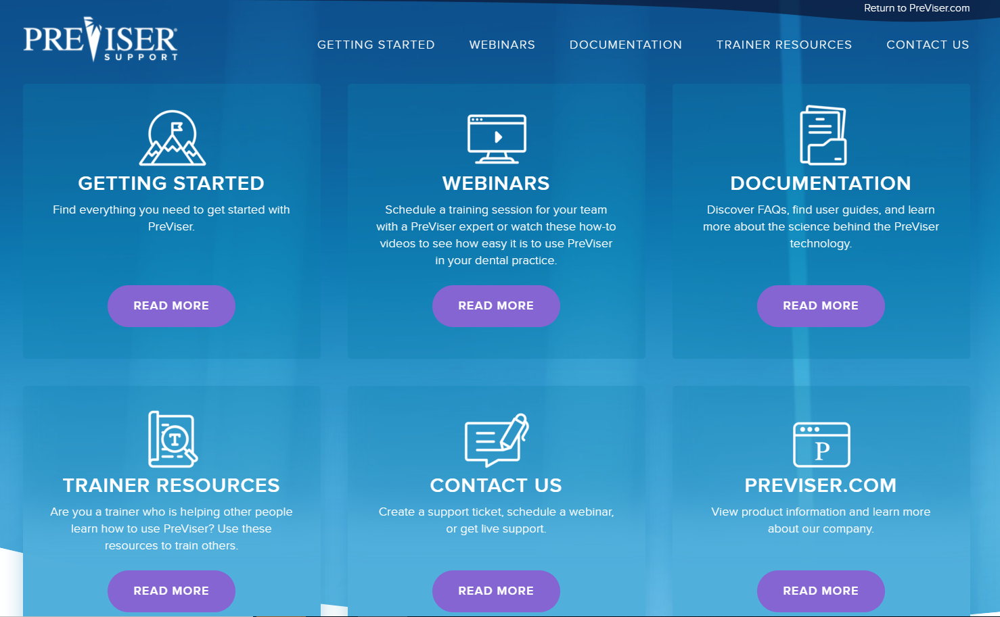 Return to PreViser.com
PREVISER®
SUPPORT
GETTING STARTED
WEBINARS
DOCUMENTATION
TRAINER RESOURCES
CONTACT US
GETTING STARTED
Find everything you need to get started with
PreViser.
READ MORE
WEBINARS
Schedule a training session for your team
with a PreViser expert or watch these how-to
videos to see how easy it is to use PreViser
in your dental practice.
READ MORE
DOCUMENTATION
Discover FAQs, find user guides, and learn
more about the science behind the PreViser
technology.
READ MORE
T
TRAINER RESOURCES
Are you a trainer who is helping other people
learn how to use PreViser? Use these
resources to train others.
READ MORE
CONTACT US
Create a support ticket, schedule a webinar,
or get live support.
READ MORE
P
PREVISER.COM
View product information and learn more
about our company.
READ MORE